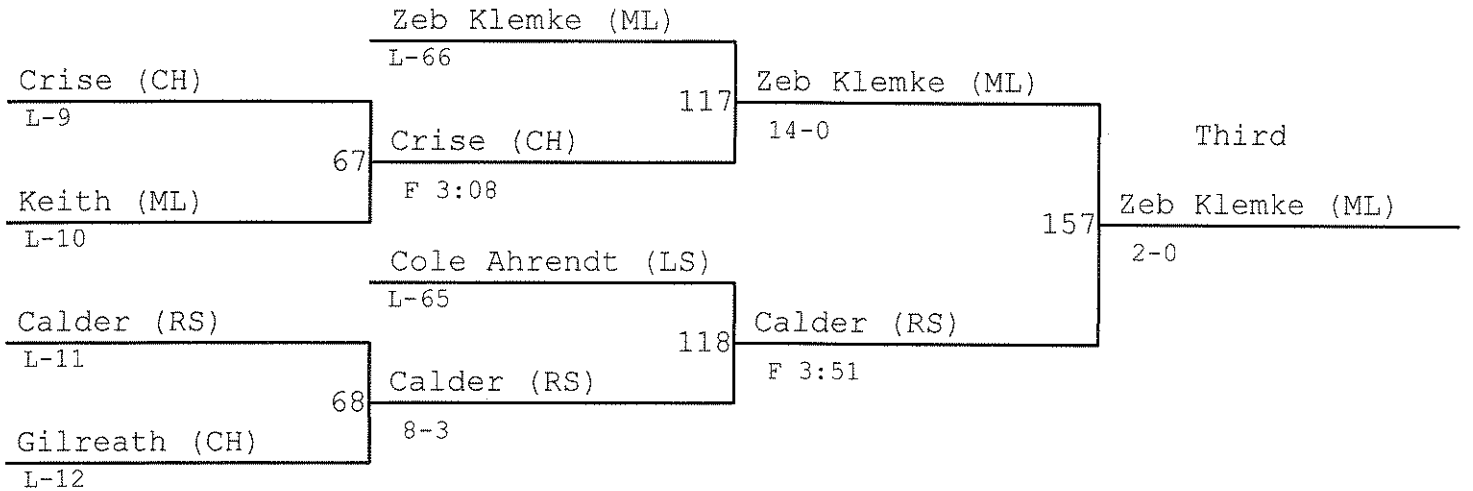 Zeb Klemke (ML)
L-66
Crise (CH)
L-9
117
Zeb Klemke (ML)
14-0
Third
67
Crise (CH)
F 3:08
Keith (ML)
L-10
157
Zeb Klemke (ML)
2-0
Cole Ahrendt (LS)
L-65
Calder (RS)
L-11
118
Calder (RS)
F 3:51
68
Calder (RS)
8-3
Gilreath (CH)
L-12